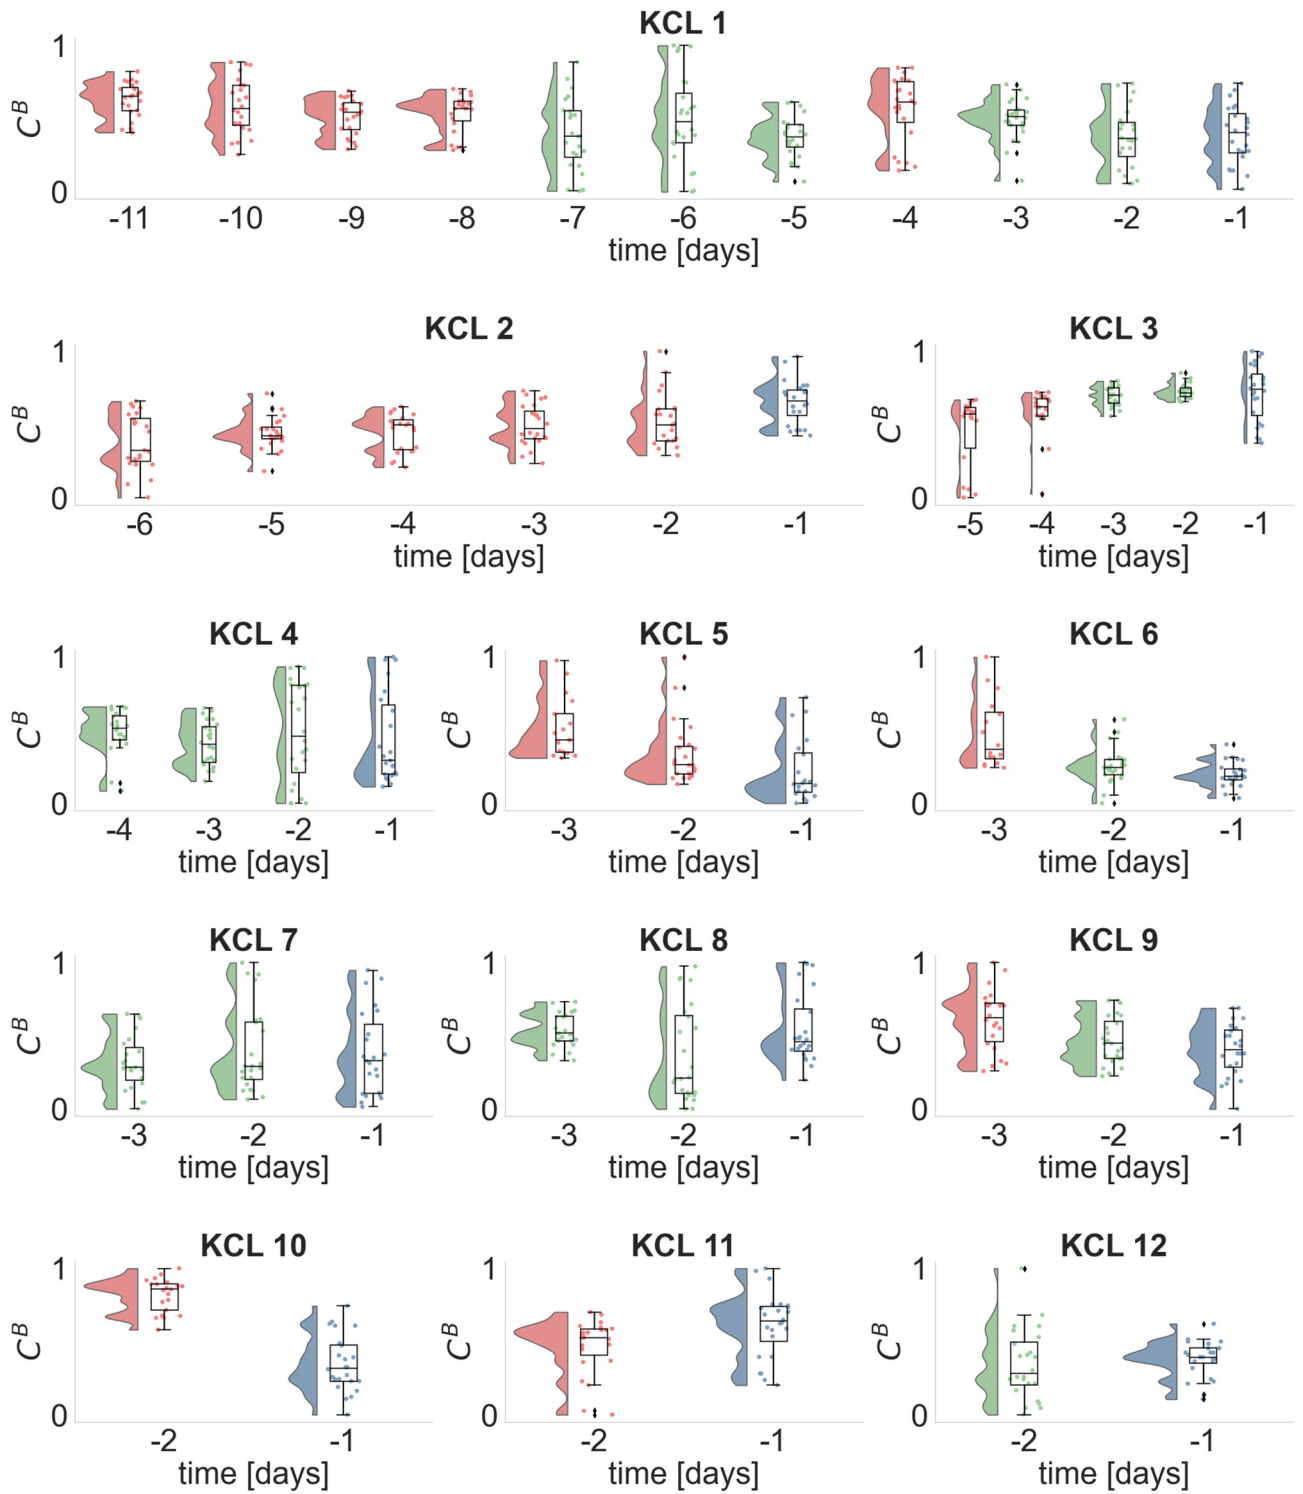 KCL 1
1
C^B
0
-11 -10 -9 -8 -7 -6 -5 -4 -3 -2 -1
time [days]
KCL 2
1
C^B
0
-6 -5 -4 -3 -2 -1
time [days]
KCL 3
1
C^B
0
-5 -4 -3 -2 -1
time [days]
KCL 4
1
C^B
0
-4 -3 -2 -1
time [days]
KCL 5
1
C^B
0
-3 -2 -1
time [days]
KCL 6
1
C^B
0
-3 -2 -1
time [days]
KCL 7
1
C^B
0
-3 -2 -1
time [days]
KCL 8
1
C^B
0
-3 -2 -1
time [days]
KCL 9
1
C^B
0
-3 -2 -1
time [days]
KCL 10
1
C^B
0
-2 -1
time [days]
KCL 11
1
C^B
0
-2 -1
time [days]
KCL 12
1
C^B
0
-2 -1
time [days]